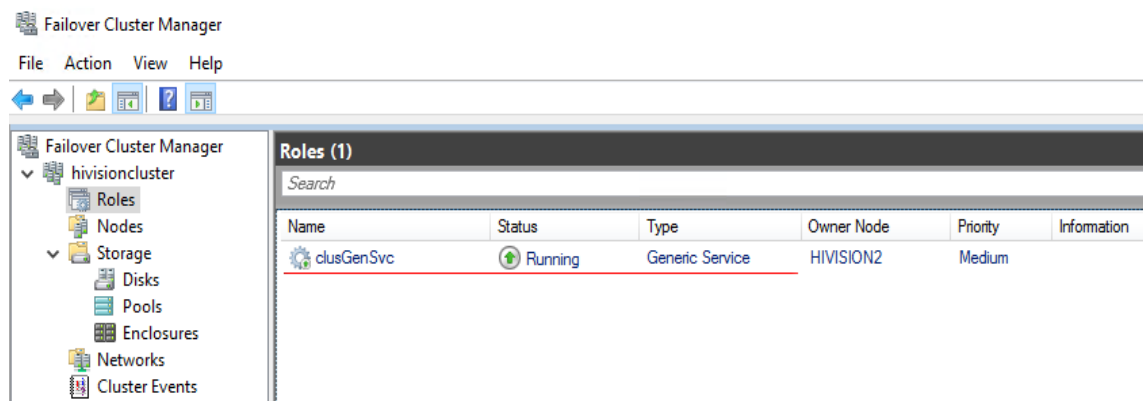 Failover Cluster Manager
File Action View Help
Failover Cluster Manager
hivisioncluster
Roles
Nodes
Storage
Disks
Pools
Enclosures
Networks
Cluster Events
Roles (1)
Search
Name Status Type Owner Node Priority Information
clusGenSvc Running Generic Service HIVISION2 Medium